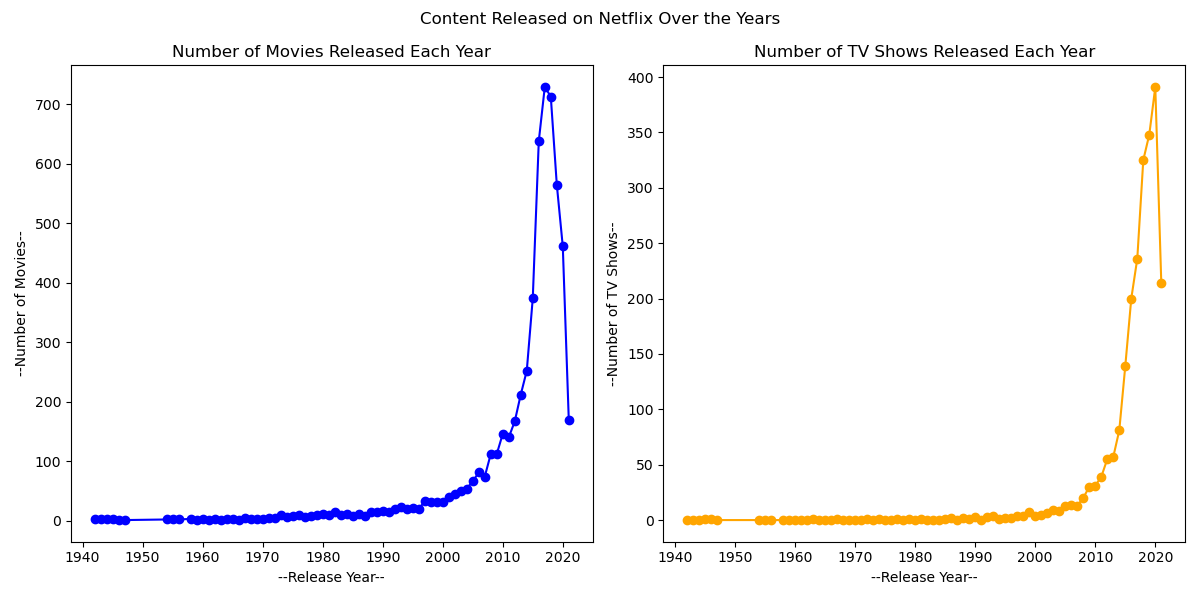 Content Released on Netflix Over the Years
Number of Movies Released Each Year
--Number of Movies--
700
600
500
400
300
200
100
0
1940 1950 1960 1970 1980 1990 2000 2010 2020
--Release Year--
Number of TV Shows Released Each Year
--Number of TV Shows--
400
350
300
250
200
150
100
50
0
1940 1950 1960 1970 1980 1990 2000 2010 2020
--Release Year--